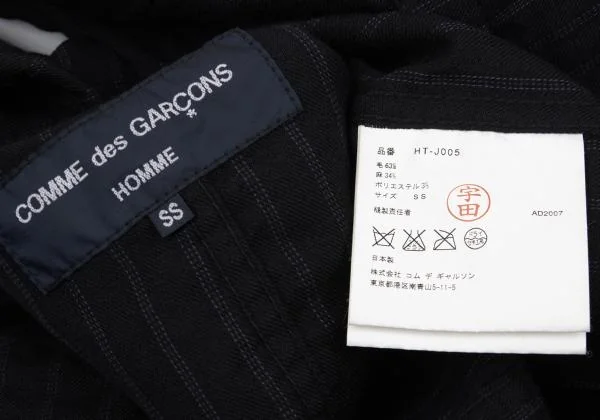 COMME des GARÇONS
HOMME
SS
品番 HT-J005
毛 63%
麻 34%
ポリエステル 3%
サイズ SS
縫製責任者
宇田
AD2007
日本製
株式会社 コム デ ギャルソン
東京都港区南青山5-11-5